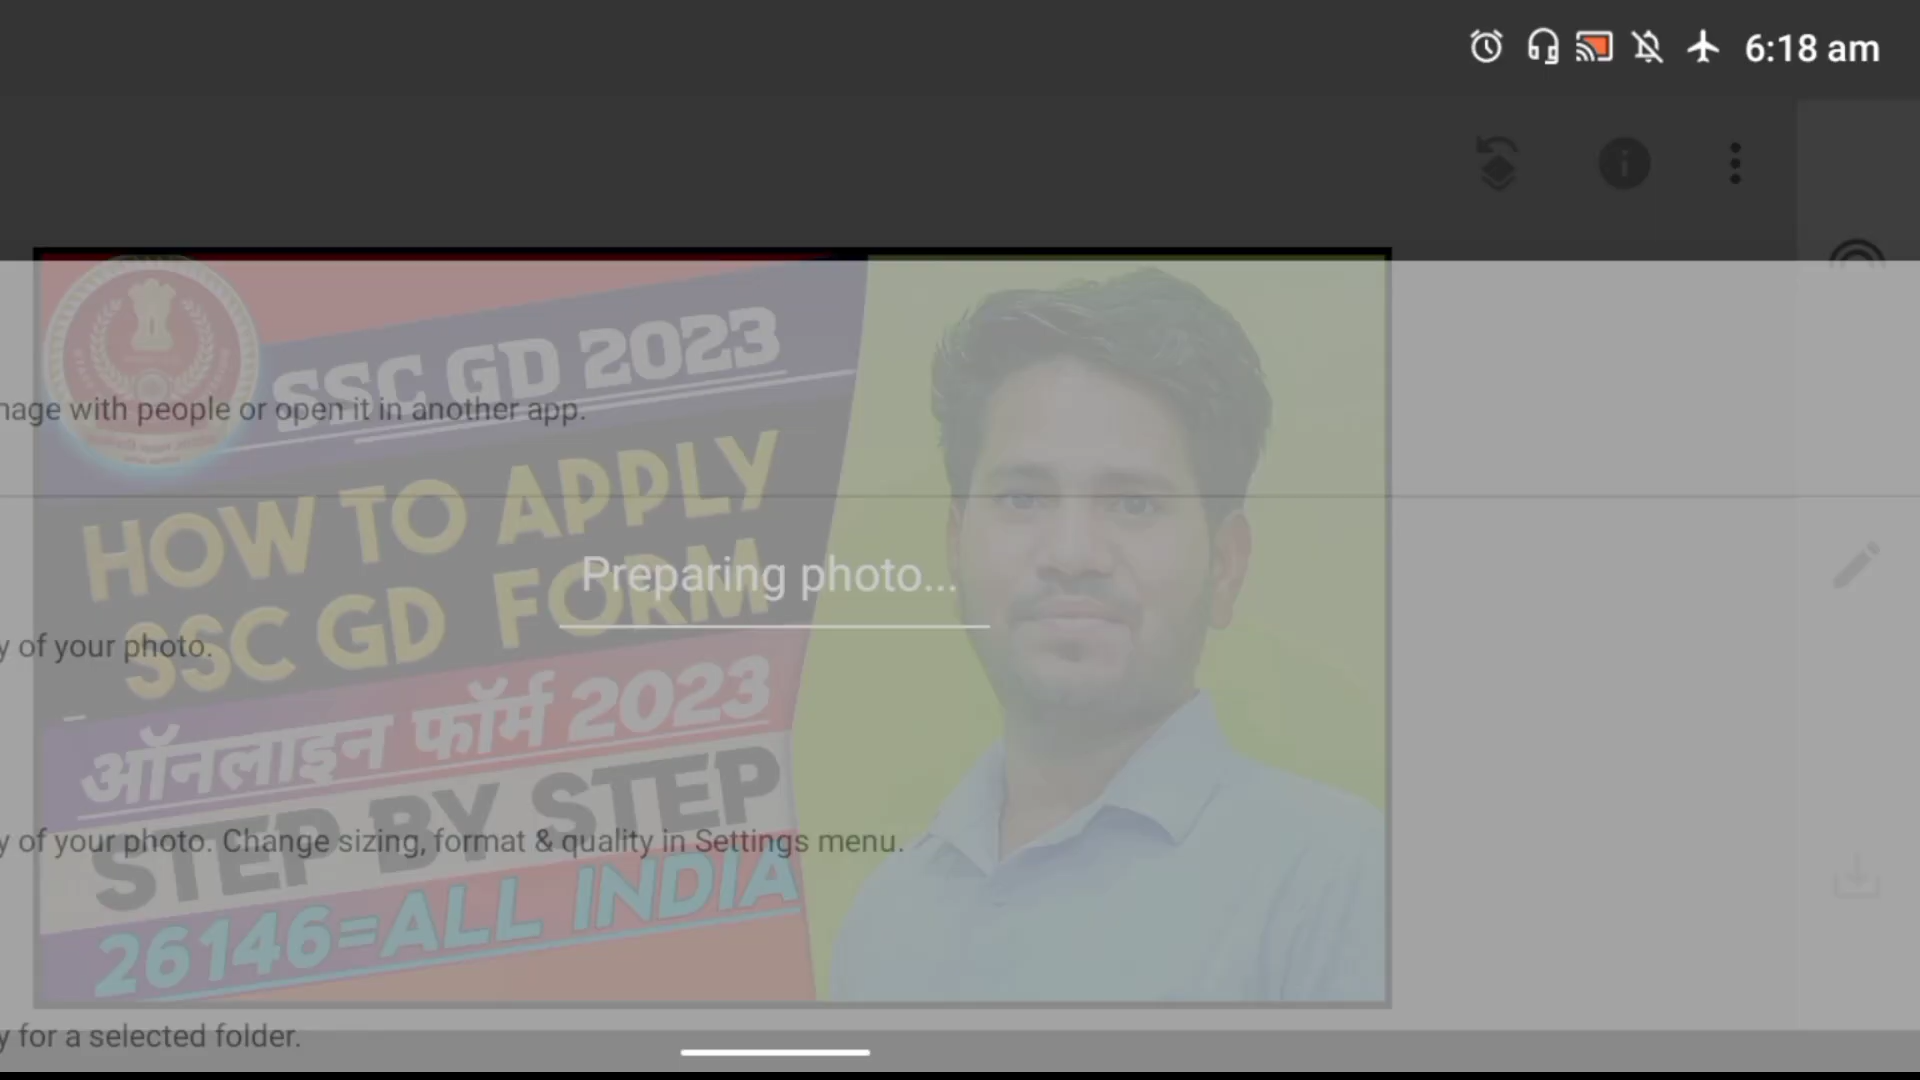 6:18 am
SSC GD 2023
nage with people or open it in another app.
HOW TO APPLY
Preparing photo...
SSC GD FORM
y of your photo.
ऑनलाइन फॉर्म 2023
STEP BY STEP
y of your photo. Change sizing, format & quality in Settings menu.
26146=ALL INDIA
y for a selected folder.